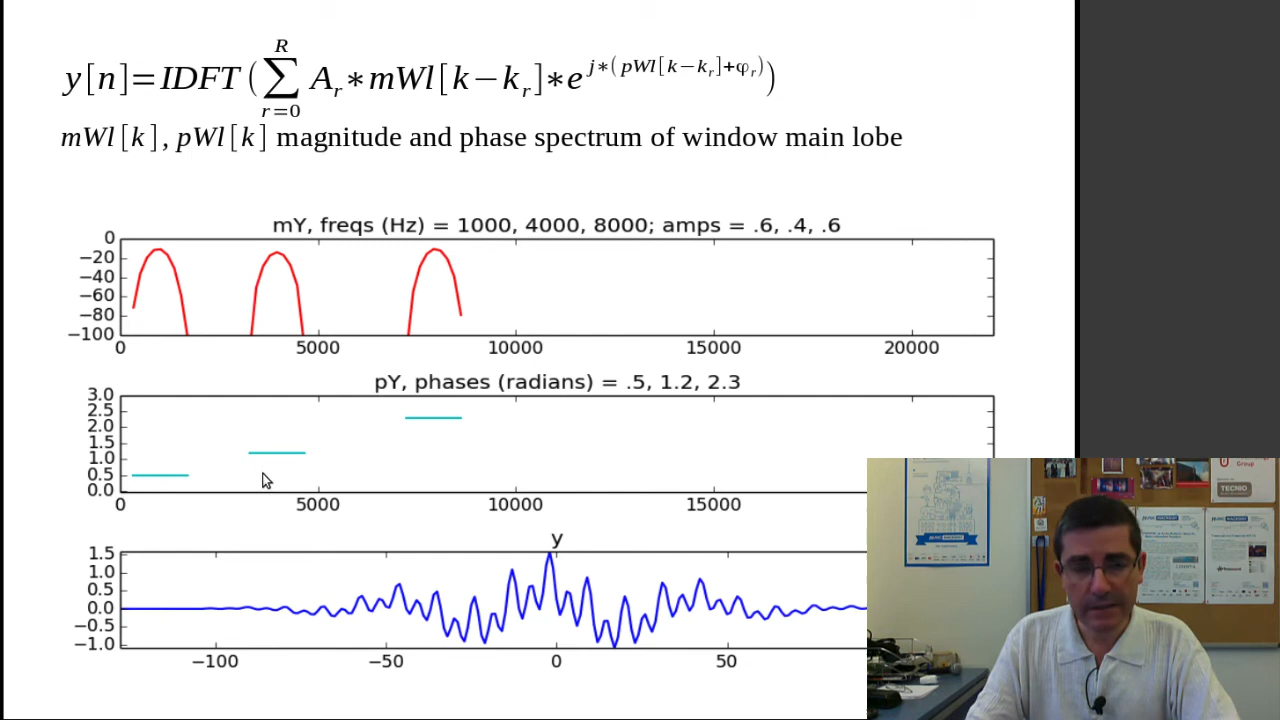 y[n]=IDFT(∑_{r=0}^{R} A_r*mWl[k−k_r]*e^{j*(pWl[k−k_r]+φ_r)})
mWl[k], pWl[k] magnitude and phase spectrum of window main lobe
mY, freqs (Hz) = 1000, 4000, 8000; amps = .6, .4, .6
0
−20
−40
−60
−80
−100
0 5000 10000 15000 20000
pY, phases (radians) = .5, 1.2, 2.3
3.0
2.5
2.0
1.5
1.0
0.5
0.0
0 5000 10000 15000
y
1.5
1.0
0.5
0.0
−0.5
−1.0
−100 −50 0 50
Group
TECNIO